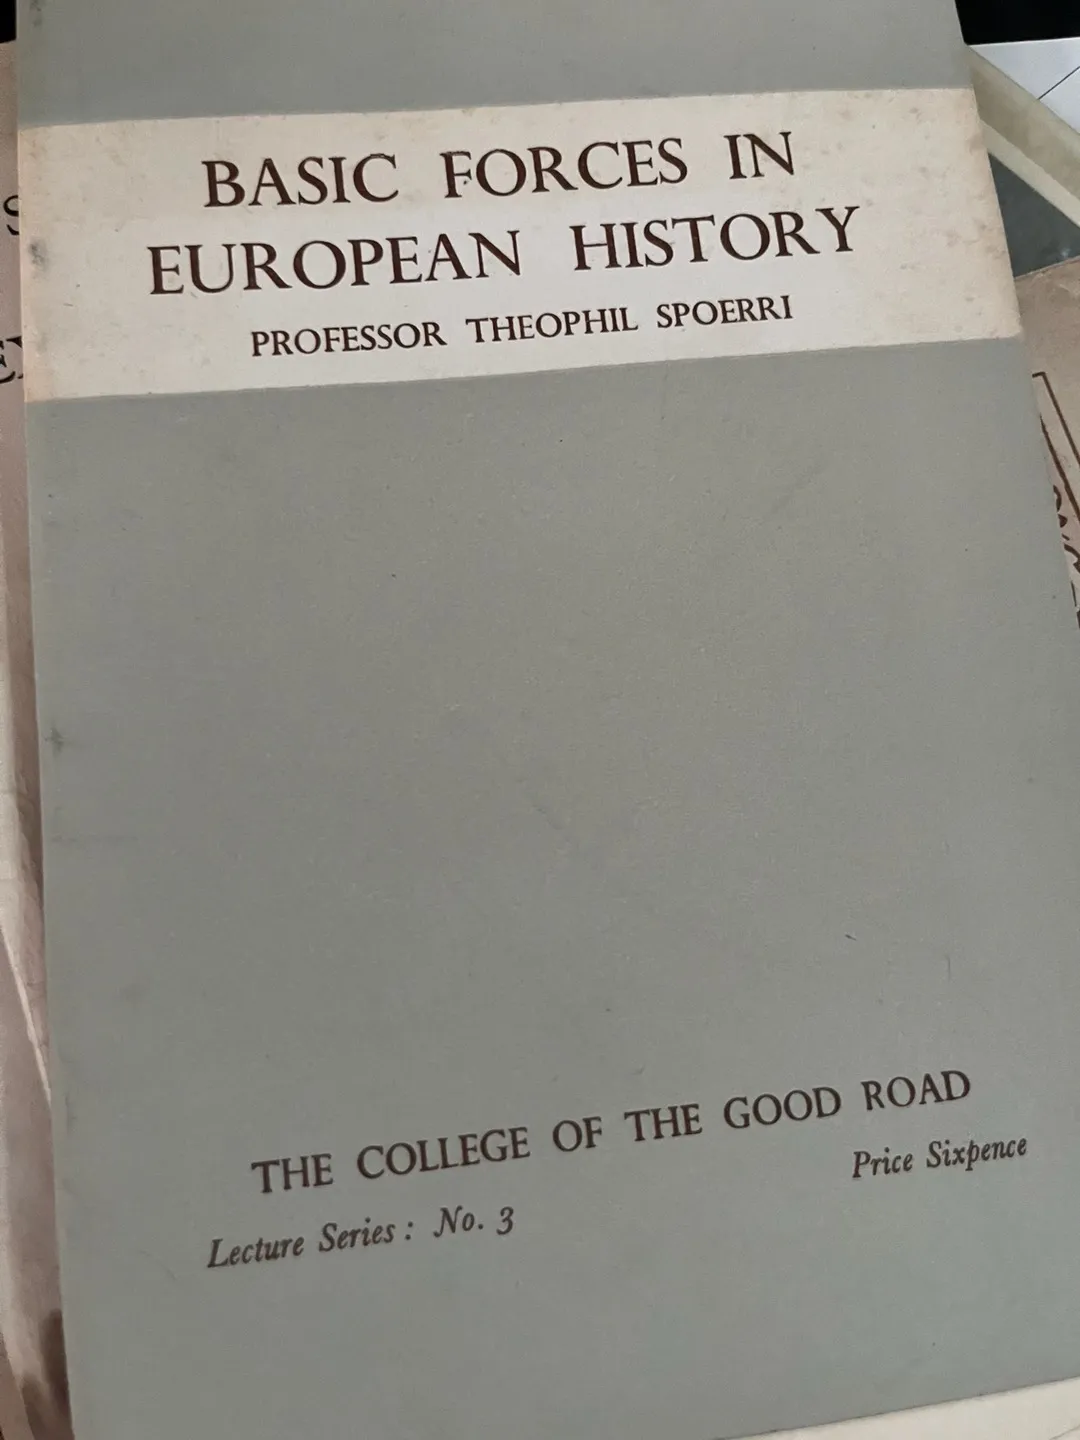 BASIC FORCES IN
EUROPEAN HISTORY
PROFESSOR THEOPHIL SPOERRI
THE COLLEGE OF THE GOOD ROAD
Price Sixpence
Lecture Series: No. 3